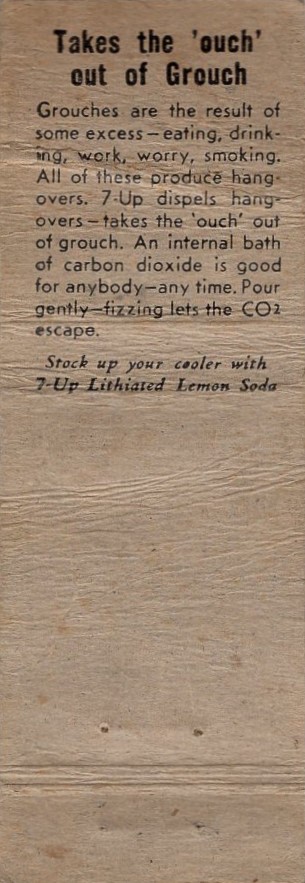 Takes the 'ouch'
out of Grouch
Grouches are the result of
some excess—eating, drink-
ing, work, worry, smoking.
All of these produce hang-
overs. 7-Up dispels hang-
overs—takes the 'ouch' out
of grouch. An internal bath
of carbon dioxide is good
for anybody—any time. Pour
gently—fizzing lets the CO2
escape.
Stock up your cooler with
7-Up Lithiated Lemon Soda